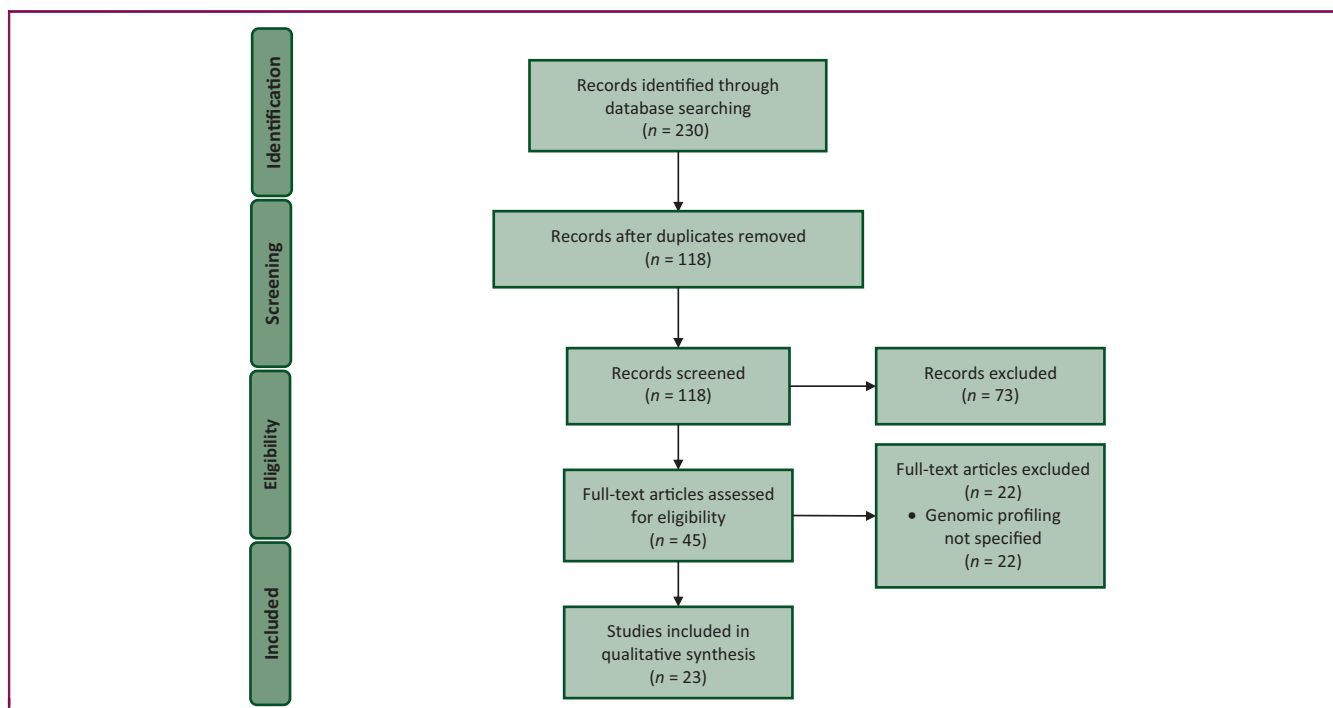 Identification
Records identified through
database searching
(n = 230)
Screening
Records after duplicates removed
(n = 118)
Records screened
(n = 118)
Records excluded
(n = 73)
Eligibility
Full-text articles assessed
for eligibility
(n = 45)
Full-text articles excluded
(n = 22)
• Genomic profiling
not specified
(n = 22)
Included
Studies included in
qualitative synthesis
(n = 23)